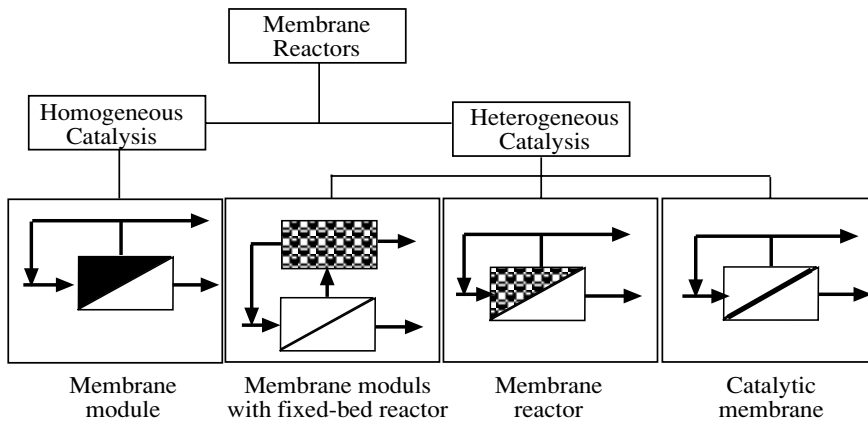 Membrane
Reactors
Homogeneous
Catalysis
Heterogeneous
Catalysis
Membrane
module
Membrane moduls
with fixed-bed reactor
Membrane
reactor
Catalytic
membrane